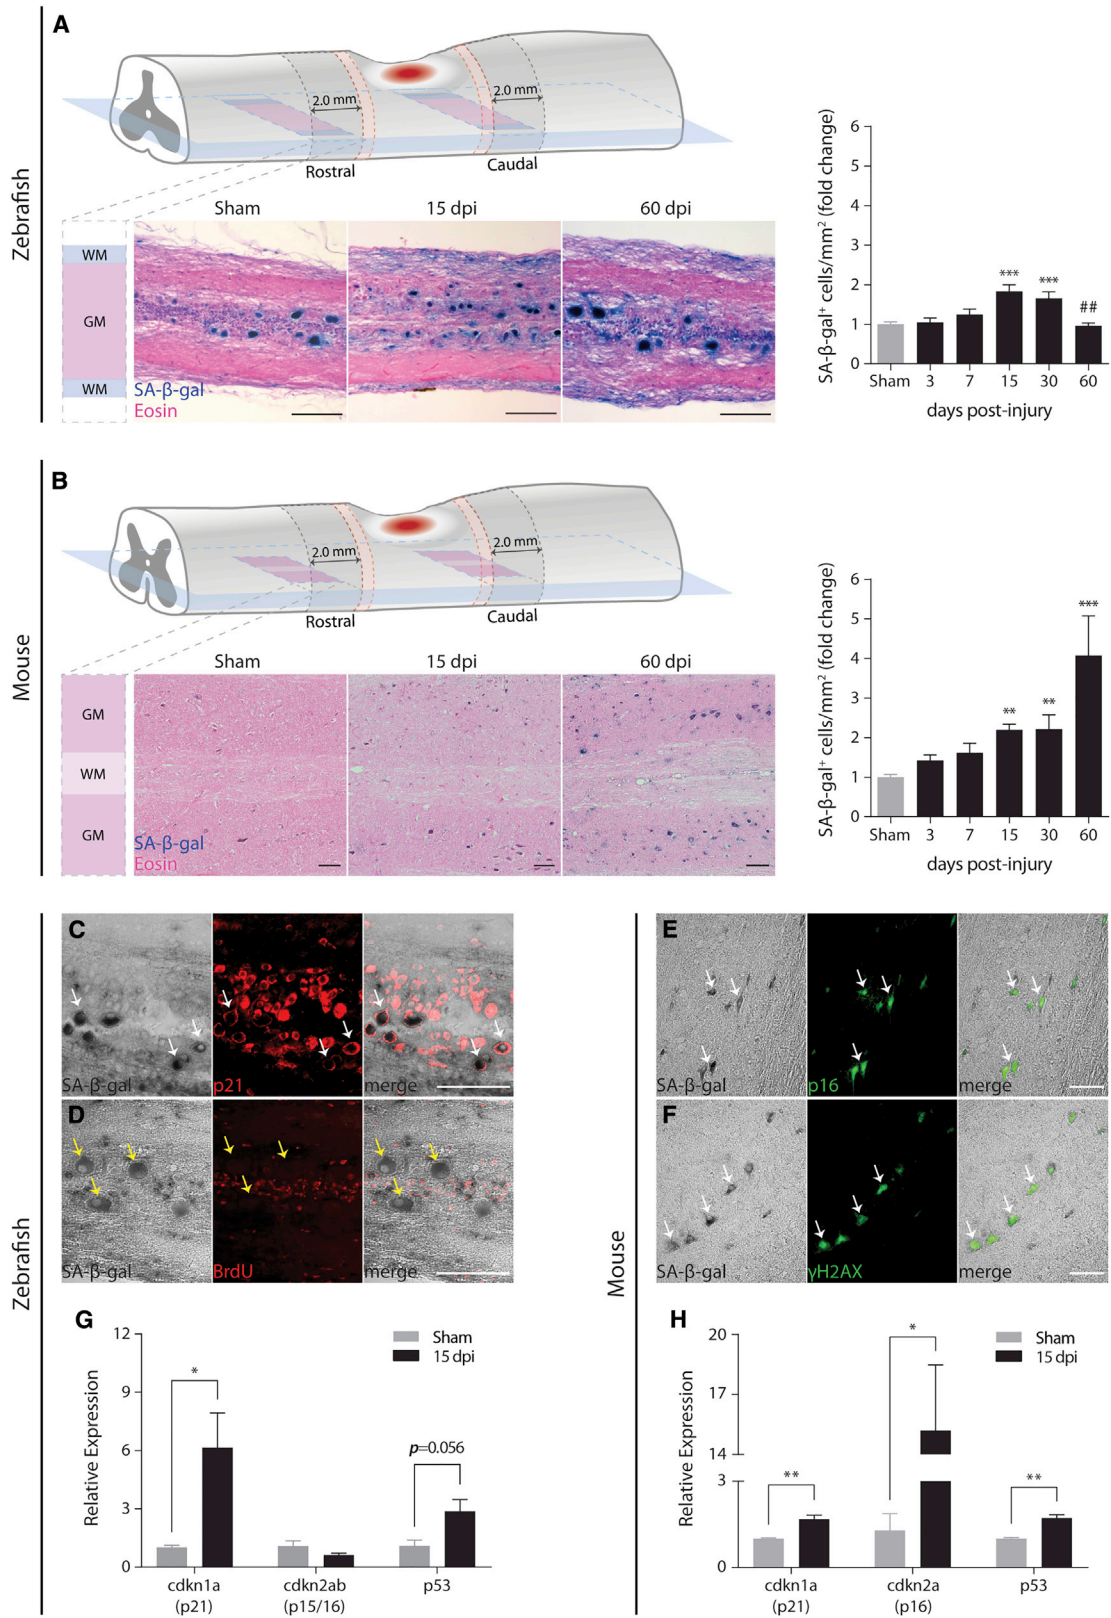 Zebrafish
A
2.0 mm
2.0 mm
Rostral
Caudal
Sham
15 dpi
60 dpi
WM
GM
WM
SA-β-gal
Eosin
SA-β-gal⁺ cells/mm² (fold change)
6
5
4
3
2
1
0
***
***
##
Sham
3
7
15
30
60
days post-injury
Mouse
B
2.0 mm
2.0 mm
Rostral
Caudal
Sham
15 dpi
60 dpi
GM
WM
GM
SA-β-gal
Eosin
SA-β-gal⁺ cells/mm² (fold change)
6
5
4
3
2
1
0
**
**
***
Sham
3
7
15
30
60
days post-injury
Zebrafish
C
SA-β-gal
p21
merge
D
SA-β-gal
BrdU
merge
Mouse
E
SA-β-gal
p16
merge
F
SA-β-gal
γH2AX
merge
G
Relative Expression
12
9
6
3
0
Sham
15 dpi
*
p=0.056
cdkn1a
(p21)
cdkn2ab
(p15/16)
p53
H
Relative Expression
20
17
14
3
0
Sham
15 dpi
**
*
**
cdkn1a
(p21)
cdkn2a
(p16)
p53